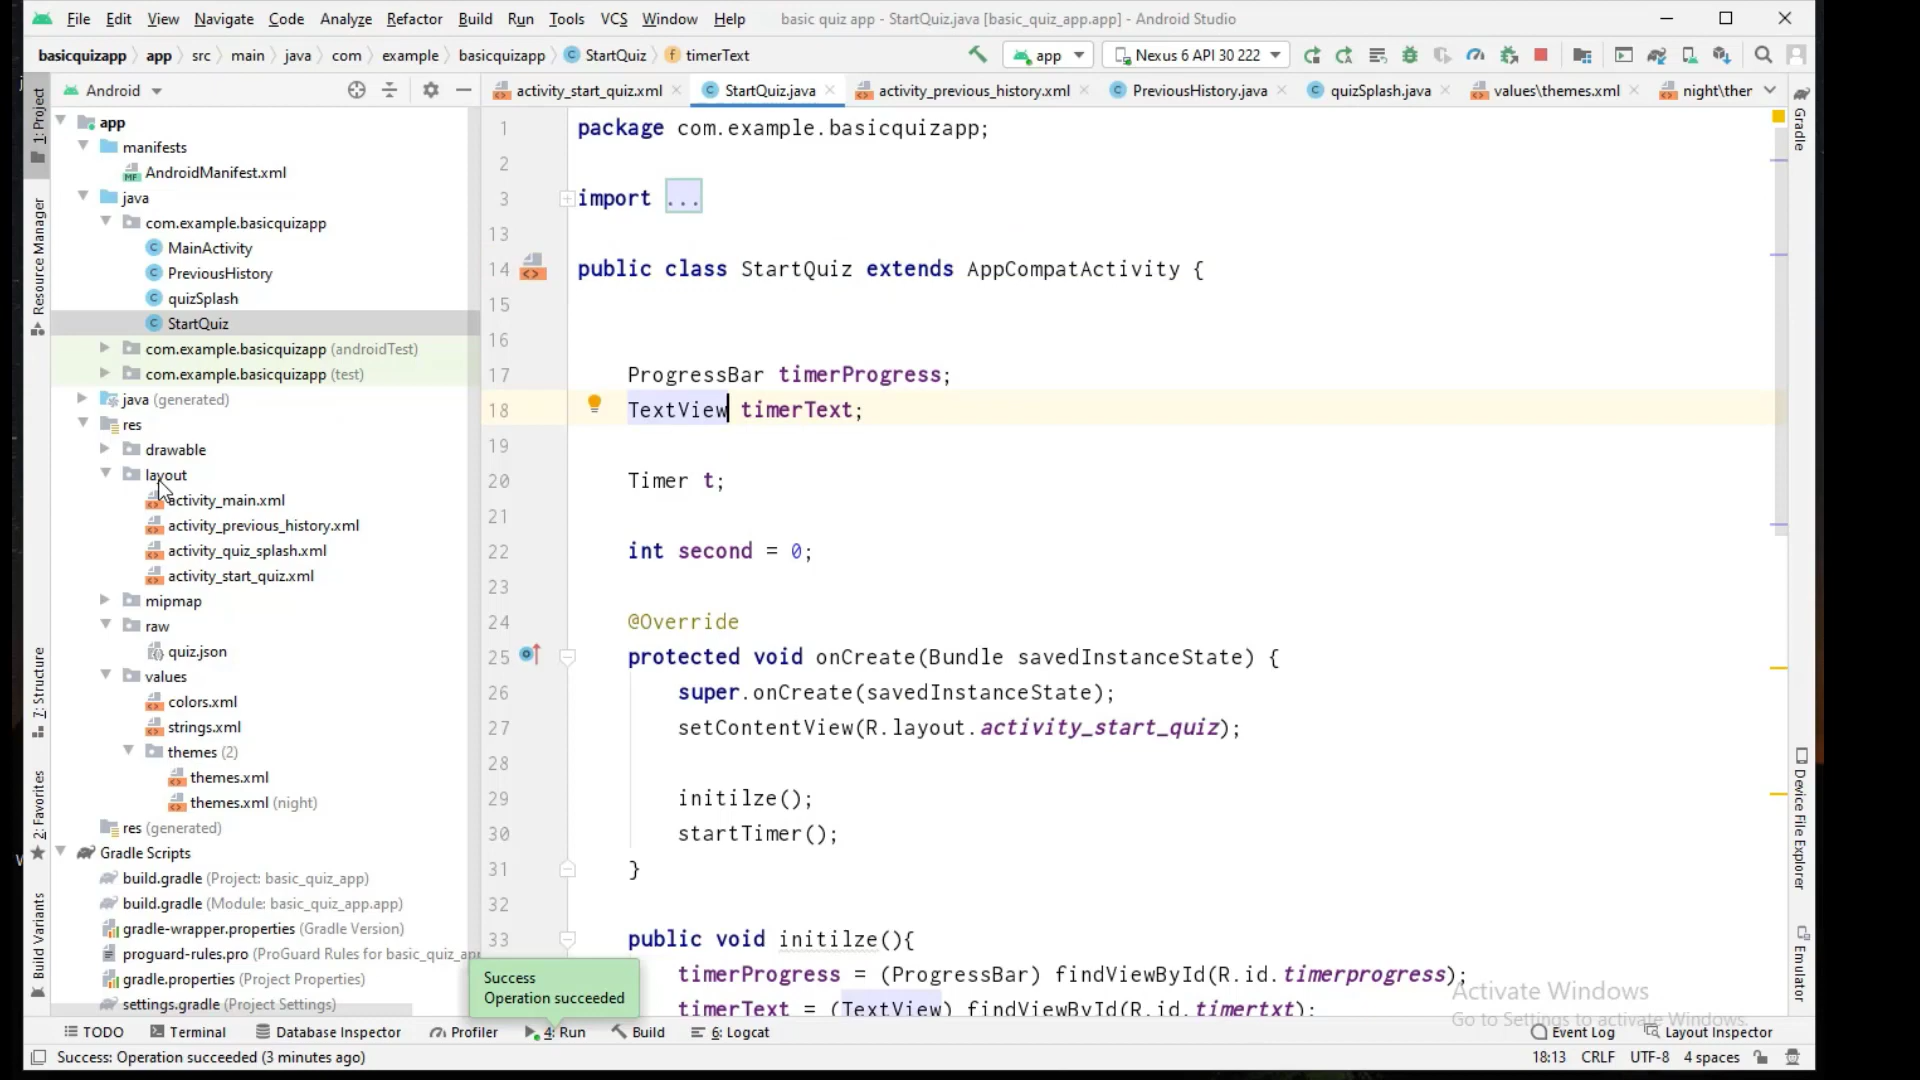 File Edit View Navigate Code Analyze Refactor Build Run Tools VCS Window Help basic quiz app - StartQuiz.java [basic_quiz_app.app] - Android Studio
basicquizapp app src main java com example basicquizapp StartQuiz timerText app Nexus 6 API 30 222
Android
activity_start_quiz.xml StartQuiz.java activity_previous_history.xml PreviousHistory.java quizSplash.java values\themes.xml night\ther
1: Project
Resource Manager
7: Structure
2: Favorites
Build Variants
app
manifests
AndroidManifest.xml
java
com.example.basicquizapp
MainActivity
PreviousHistory
quizSplash
StartQuiz
com.example.basicquizapp (androidTest)
com.example.basicquizapp (test)
java (generated)
res
drawable
layout
activity_main.xml
activity_previous_history.xml
activity_quiz_splash.xml
activity_start_quiz.xml
mipmap
raw
quiz.json
values
colors.xml
strings.xml
themes (2)
themes.xml
themes.xml (night)
res (generated)
Gradle Scripts
build.gradle (Project: basic_quiz_app)
build.gradle (Module: basic_quiz_app.app)
gradle-wrapper.properties (Gradle Version)
proguard-rules.pro (ProGuard Rules for basic_quiz_ap
gradle.properties (Project Properties)
settings.gradle (Project Settings)
1 package com.example.basicquizapp;
2
3 import ...
13
14 public class StartQuiz extends AppCompatActivity {
15
16
17 ProgressBar timerProgress;
18 TextView timerText;
19
20 Timer t;
21
22 int second = 0;
23
24 @Override
25 protected void onCreate(Bundle savedInstanceState) {
26 super.onCreate(savedInstanceState);
27 setContentView(R.layout.activity_start_quiz);
28
29 initilze();
30 startTimer();
31 }
32
33 public void initilze(){
timerProgress = (ProgressBar) findViewById(R.id.timerprogress);
timerText = (TextView) findViewById(R.id.timertxt);
Gradle
Device File Explorer
Emulator
Success
Operation succeeded
Activate Windows
Go to Settings to activate Windows.
TODO Terminal Database Inspector Profiler 4: Run Build 6: Logcat Event Log Layout Inspector
Success: Operation succeeded (3 minutes ago) 18:13 CRLF UTF-8 4 spaces